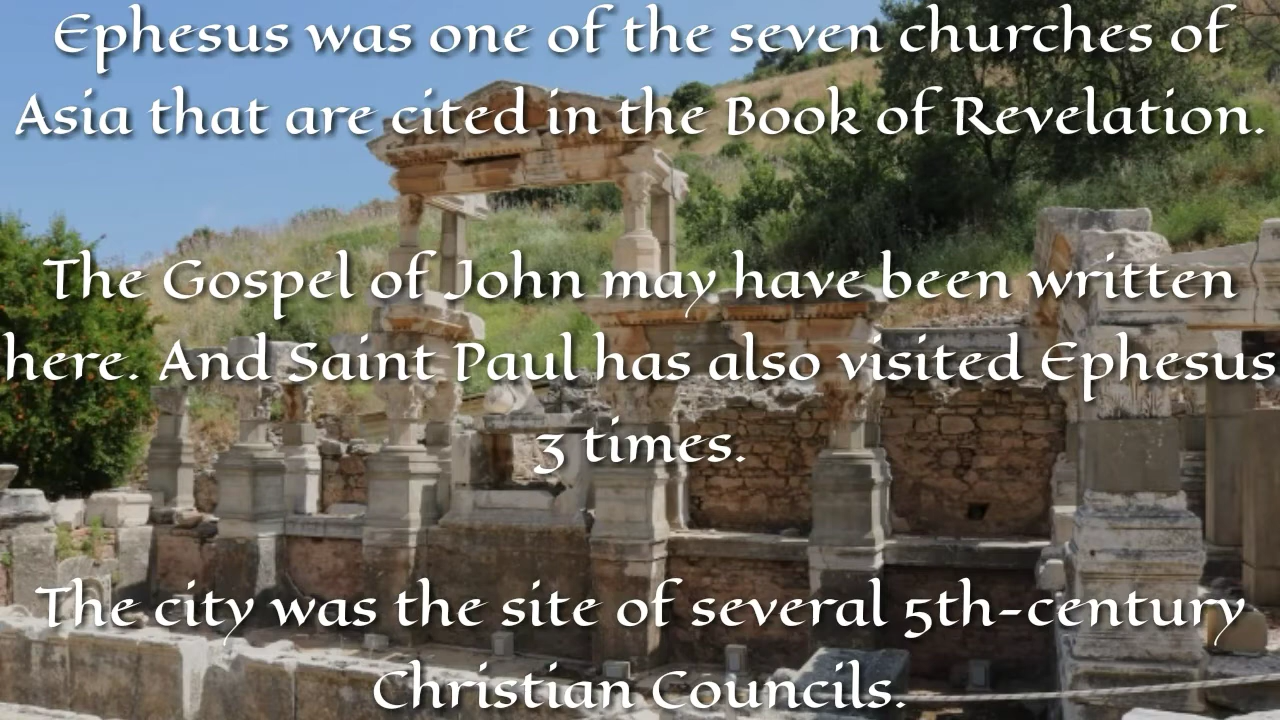 Ephesus was one of the seven churches of
Asia that are cited in the Book of Revelation.
The Gospel of John may have been written
here. And Saint Paul has also visited Ephesus
3 times.
The city was the site of several 5th-century
Christian Councils.